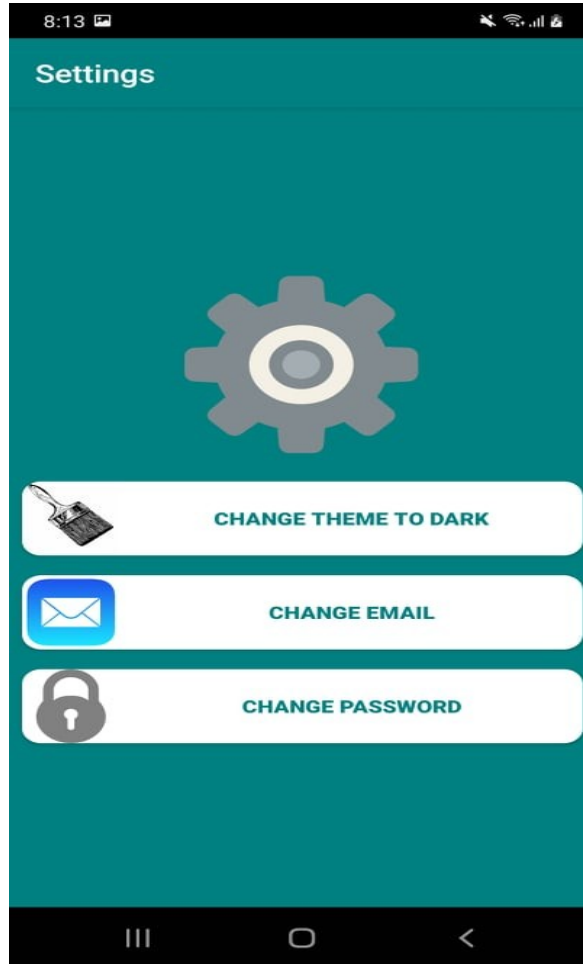 8:13
Settings
CHANGE THEME TO DARK
CHANGE EMAIL
CHANGE PASSWORD